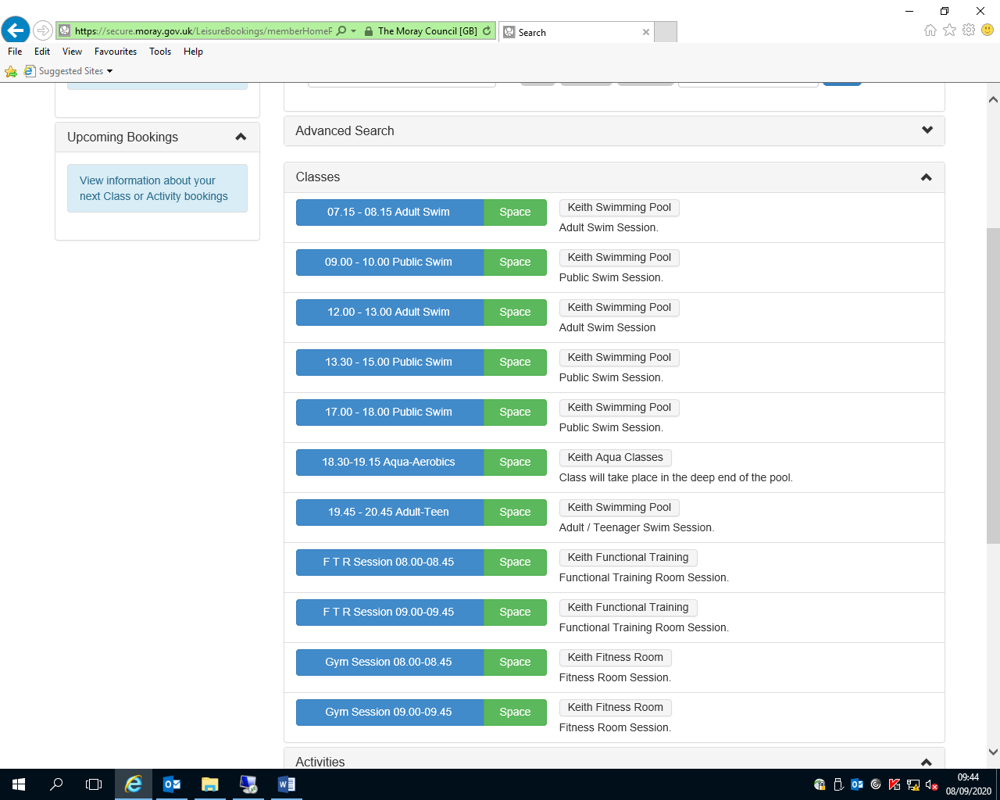 https://secure.moray.gov.uk/LeisureBookings/memberHomeP
The Moray Council [GB]
Search
File Edit View Favourites Tools Help
Suggested Sites
Upcoming Bookings
View information about your
next Class or Activity bookings
Advanced Search
Classes
07.15 - 08.15 Adult Swim Space Keith Swimming Pool
Adult Swim Session.
09.00 - 10.00 Public Swim Space Keith Swimming Pool
Public Swim Session.
12.00 - 13.00 Adult Swim Space Keith Swimming Pool
Adult Swim Session
13.30 - 15.00 Public Swim Space Keith Swimming Pool
Public Swim Session.
17.00 - 18.00 Public Swim Space Keith Swimming Pool
Public Swim Session.
18.30-19.15 Aqua-Aerobics Space Keith Aqua Classes
Class will take place in the deep end of the pool.
19.45 - 20.45 Adult-Teen Space Keith Swimming Pool
Adult / Teenager Swim Session.
F T R Session 08.00-08.45 Space Keith Functional Training
Functional Training Room Session.
F T R Session 09.00-09.45 Space Keith Functional Training
Functional Training Room Session.
Gym Session 08.00-08.45 Space Keith Fitness Room
Fitness Room Session.
Gym Session 09.00-09.45 Space Keith Fitness Room
Fitness Room Session.
Activities
09:44
08/09/2020